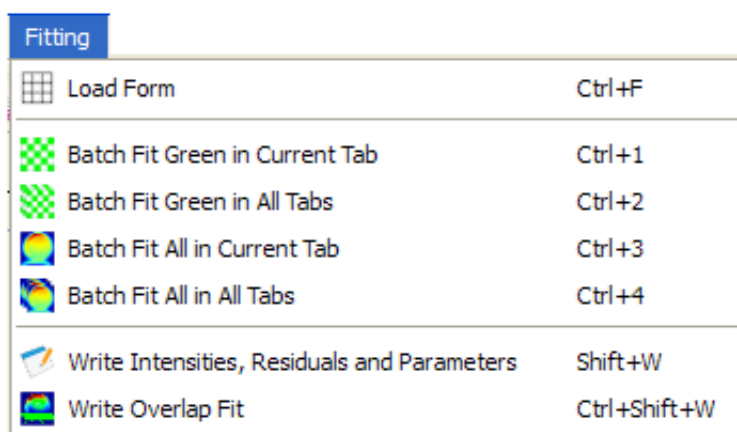 Fitting
Load Form Ctrl+F
Batch Fit Green in Current Tab Ctrl+1
Batch Fit Green in All Tabs Ctrl+2
Batch Fit All in Current Tab Ctrl+3
Batch Fit All in All Tabs Ctrl+4
Write Intensities, Residuals and Parameters Shift+W
Write Overlap Fit Ctrl+Shift+W